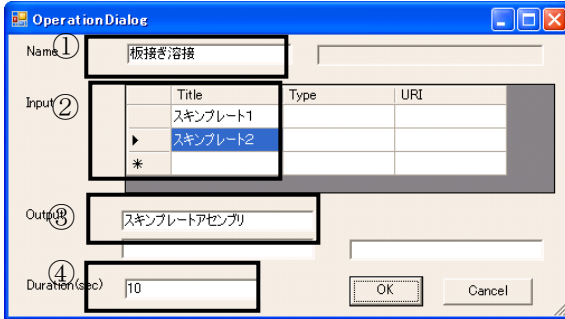 OperationDialog
① Name 板接ぎ溶接
② Input Title Type URI
スキンプレート1
スキンプレート2
*
③ Output スキンプレートアセンブリ
④ Duration(sec) 10 OK Cancel